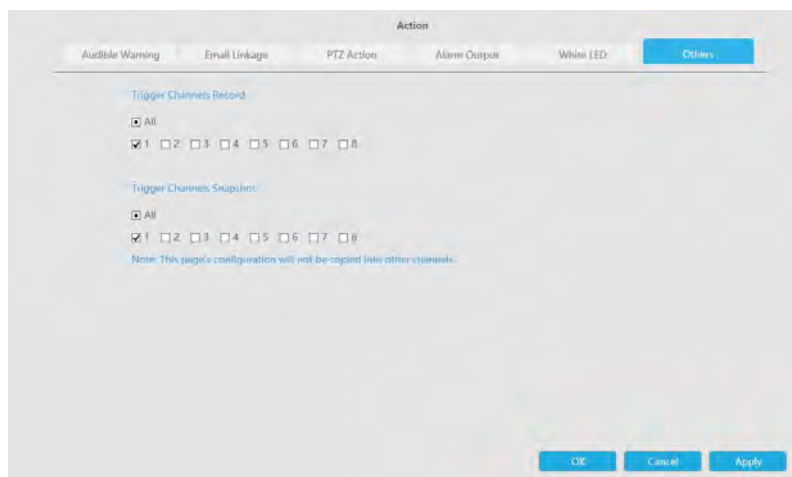 Action
Audible Warning Email Linkage PTZ Action Alarm Output White LED Others
Trigger Channels Record
All
1 2 3 4 5 6 7 8
Trigger Channels Snapshot
All
1 2 3 4 5 6 7 8
Note: This page's configuration will not be copied into other channels.
OK Cancel Apply